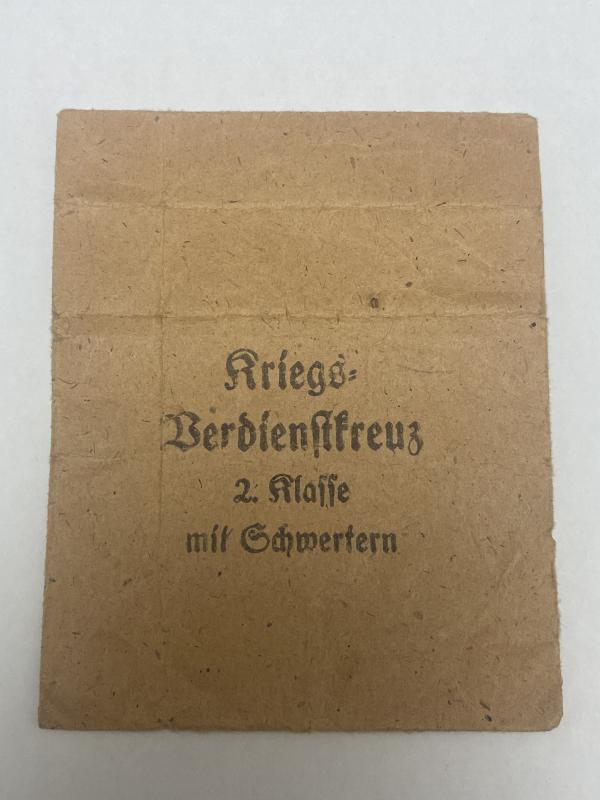 Kriegs-
Verdienstkreuz
2. Klasse
mit Schwertern